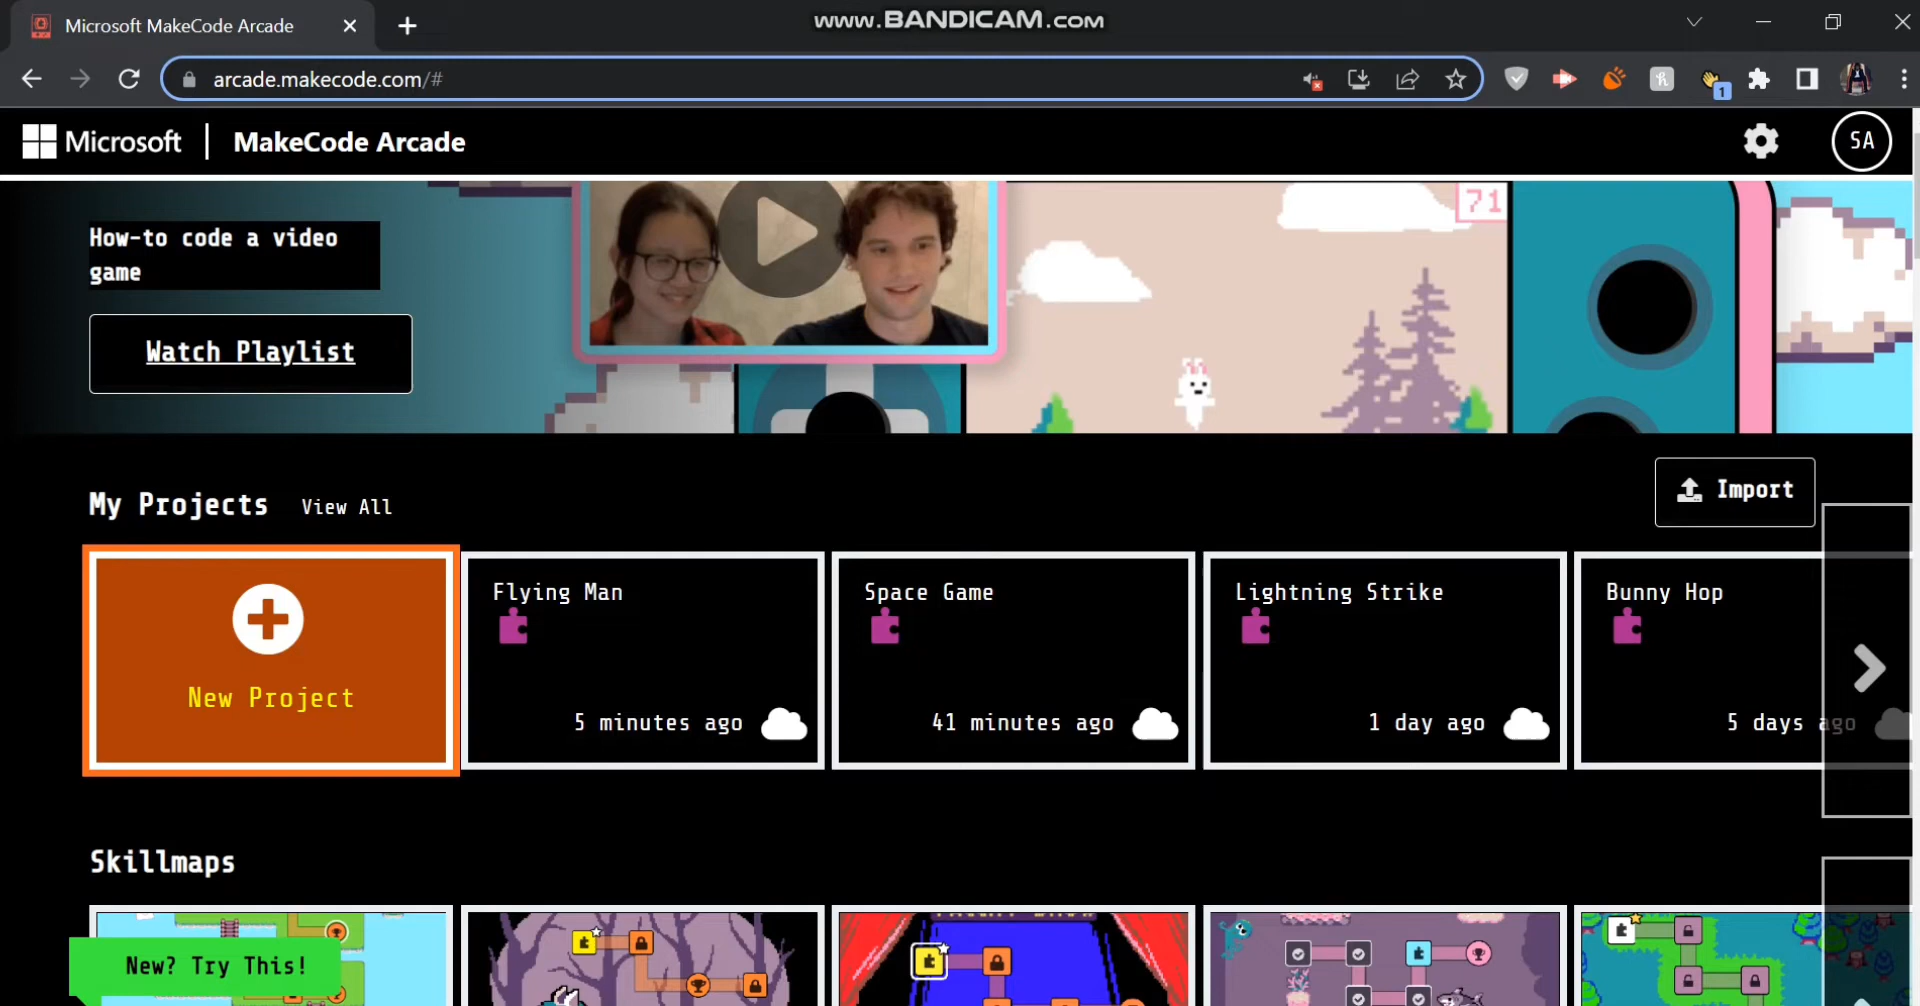 Microsoft MakeCode Arcade
www.BANDICAM.com
arcade.makecode.com/#
1
Microsoft | MakeCode Arcade
SA
How-to code a video
game
71
Watch Playlist
My Projects
View All
Import
New Project
Flying Man
5 minutes ago
Space Game
41 minutes ago
Lightning Strike
1 day ago
Bunny Hop
5 days ago
Skillmaps
New? Try This!